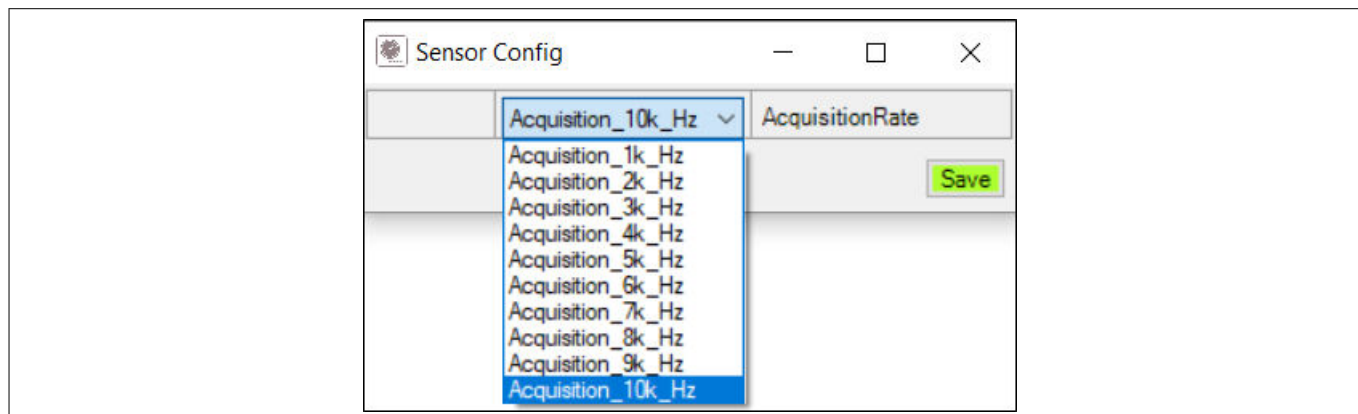 Sensor Config
Acquisition_10k_Hz AcquisitionRate
Acquisition_1k_Hz
Acquisition_2k_Hz
Save
Acquisition_3k_Hz
Acquisition_4k_Hz
Acquisition_5k_Hz
Acquisition_6k_Hz
Acquisition_7k_Hz
Acquisition_8k_Hz
Acquisition_9k_Hz
Acquisition_10k_Hz